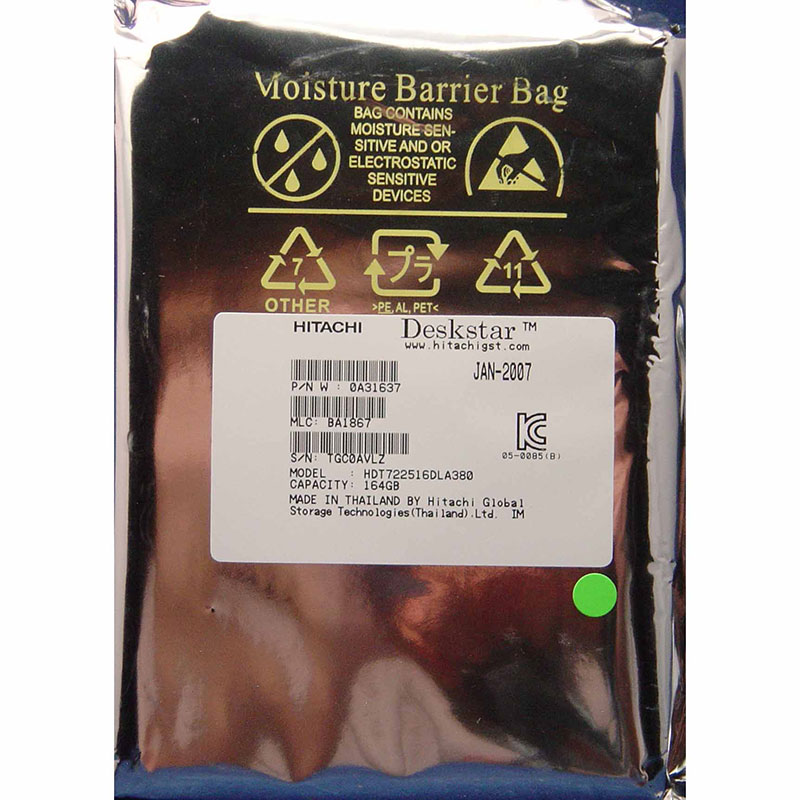 Moisture Barrier Bag
BAG CONTAINS
MOISTURE SEN-
SITIVE AND OR
ELECTROSTATIC
SENSITIVE
DEVICES
7
プラ
11
OTHER
>PE, AL, PET<
HITACHI Deskstar™
www.hitachigst.com
JAN-2007
P/N W : 0A31637
MLC: BA1867
S/N: TGC0AVLZ
05-0085(B)
MODEL : HDT722516DLA380
CAPACITY: 164GB
MADE IN THAILAND BY Hitachi Global
Storage Technologies(Thailand).Ltd. IM